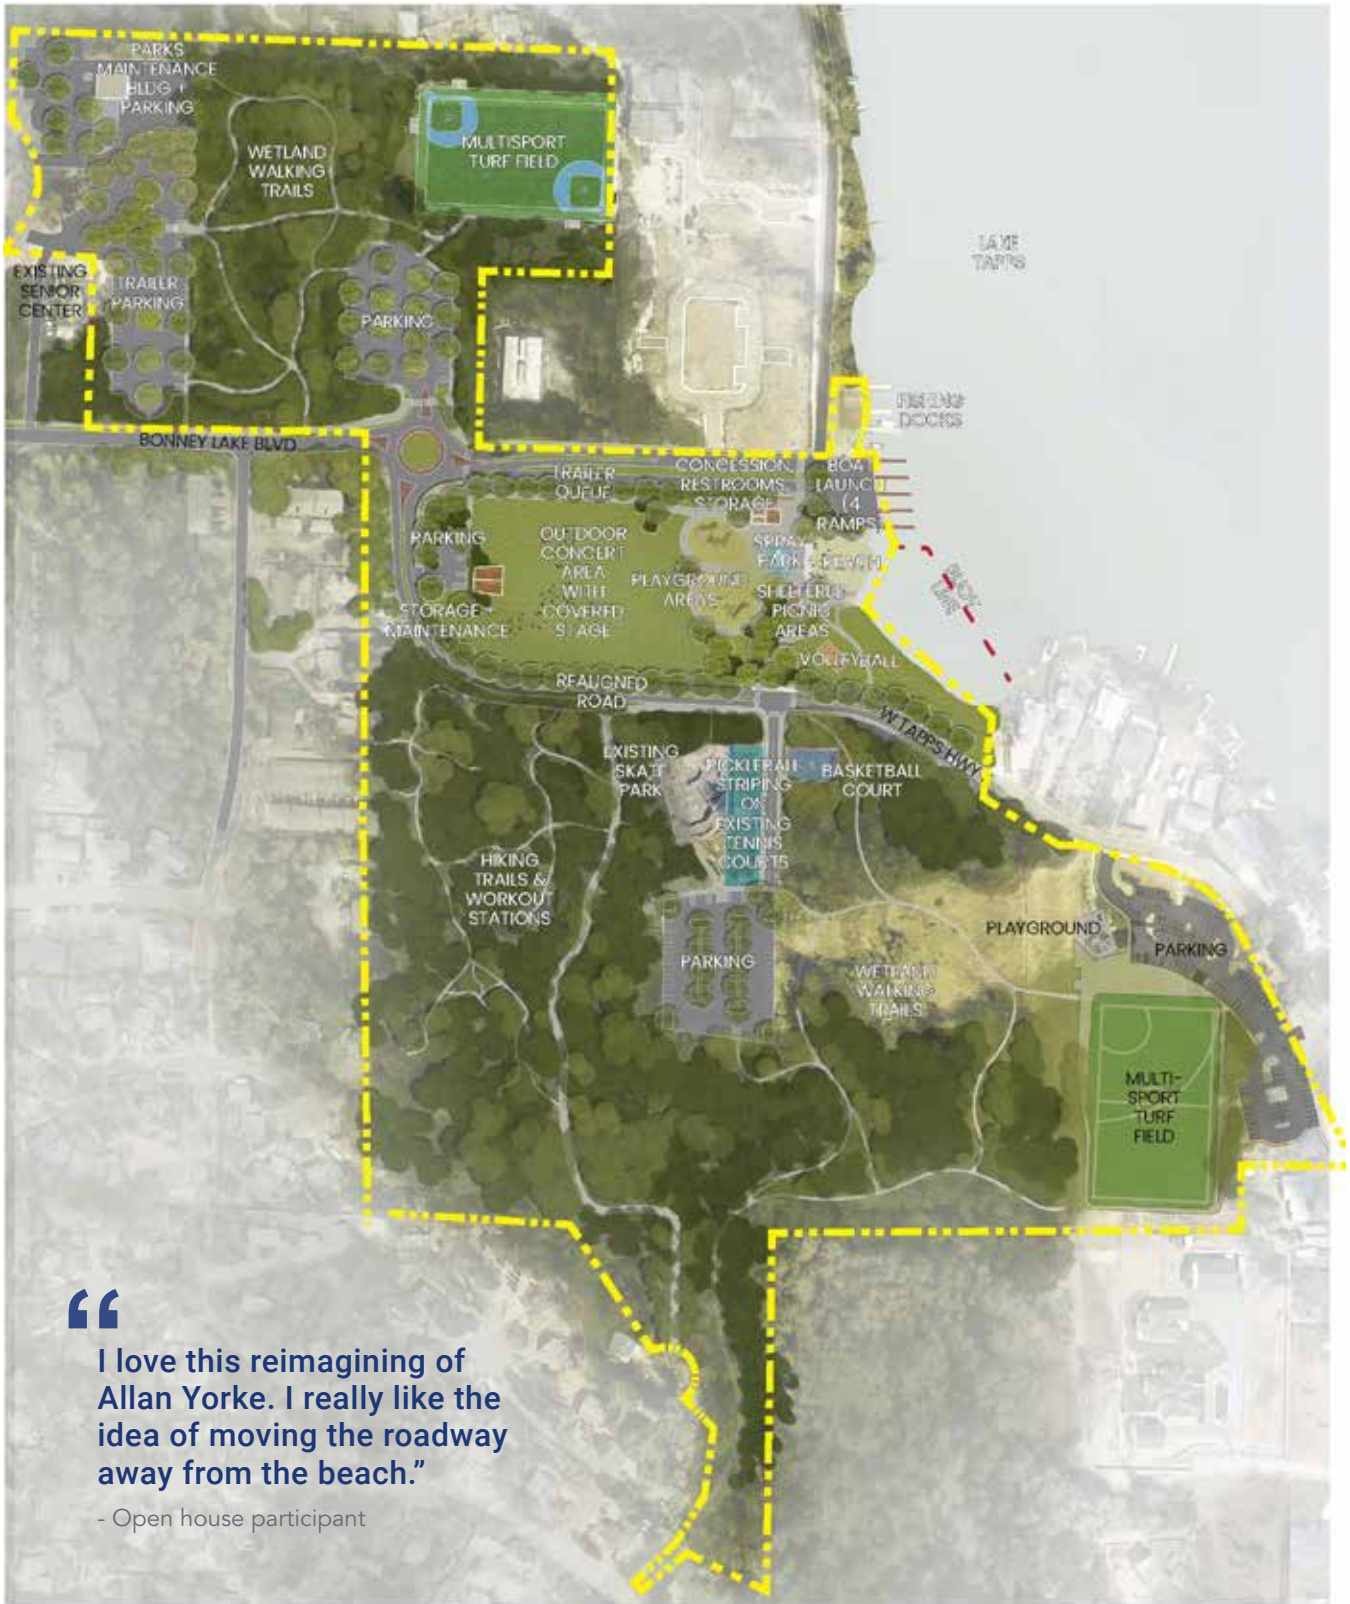 PARKS
MAINTENANCE
BLDG +
PARKING
WETLAND
WALKING
TRAILS
MULTISPORT
TURF FIELD
LAKE
TAPPS
EXISTING
SENIOR
CENTER
TRAILER
PARKING
PARKING
FISHING
DOCKS
BONNEY LAKE BLVD
TRAILER
QUEUE
CONCESSION,
RESTROOMS,
STORAGE
BOAT
LAUNCH
(4
RAMPS)
PARKING
OUTDOOR
CONCERT
AREA
WITH
COVERED
STAGE
PLAYGROUND
AREAS
SPRAY
PARK
BEACH
SHELTERED
PICNIC
AREAS
STORAGE +
MAINTENANCE
VOLLEYBALL
REALIGNED
ROAD
W TAPPS HWY
EXISTING
SKATE
PARK
PICKLEBALL
STRIPING
ON
EXISTING
TENNIS
COURTS
BASKETBALL
COURT
HIKING
TRAILS &
WORKOUT
STATIONS
PARKING
WETLAND
WALKING
TRAILS
PLAYGROUND
PARKING
MULTI-
SPORT
TURF
FIELD
“
I love this reimagining of
Allan Yorke. I really like the
idea of moving the roadway
away from the beach.”
- Open house participant